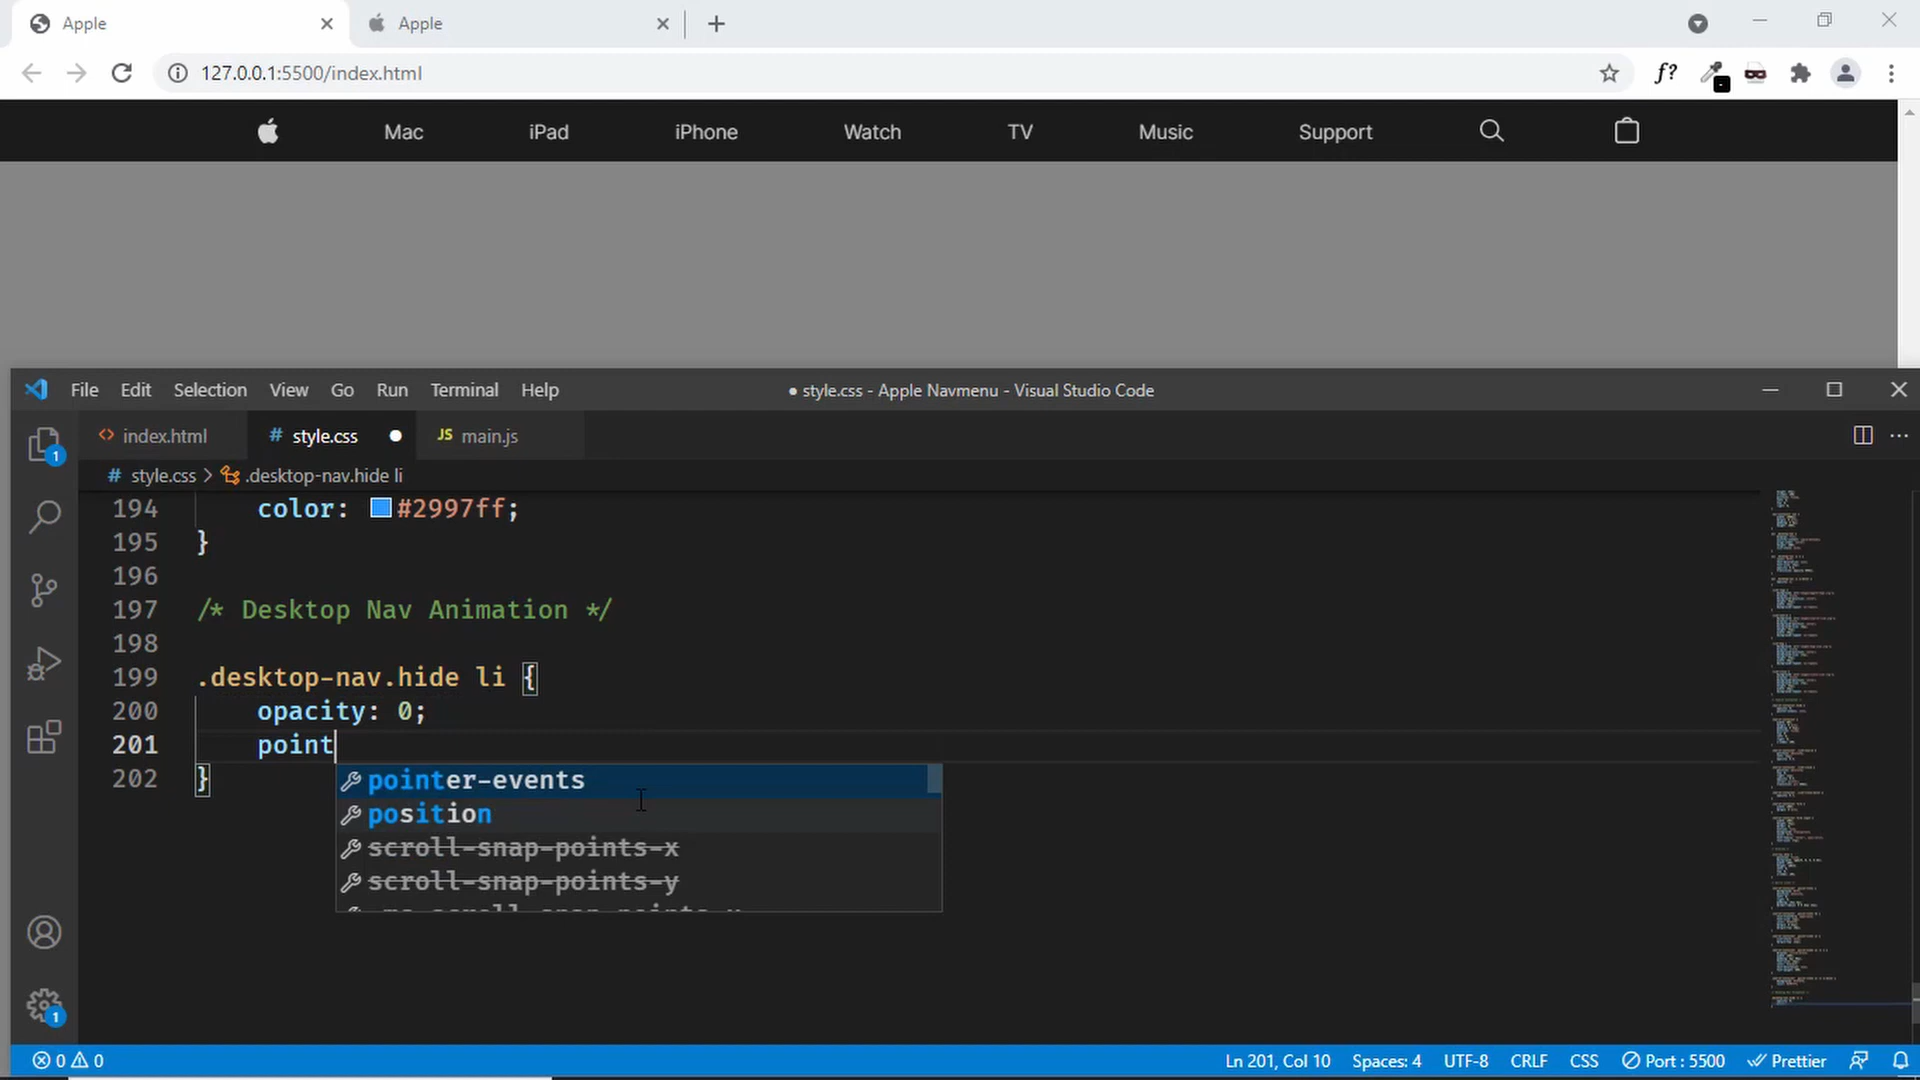 Apple
Apple
127.0.0.1:5500/index.html
f?
Mac iPad iPhone Watch TV Music Support
File Edit Selection View Go Run Terminal Help
● style.css - Apple Navmenu - Visual Studio Code
<> index.html
# style.css ●
JS main.js
1
# style.css > .desktop-nav.hide li
194 color: #2997ff;
195 }
196
197 /* Desktop Nav Animation */
198
199 .desktop-nav.hide li {
200 opacity: 0;
201 point
202 }
pointer-events
position
scroll-snap-points-x
scroll-snap-points-y
1
0 0
Ln 201, Col 10 Spaces: 4 UTF-8 CRLF CSS Port : 5500 Prettier